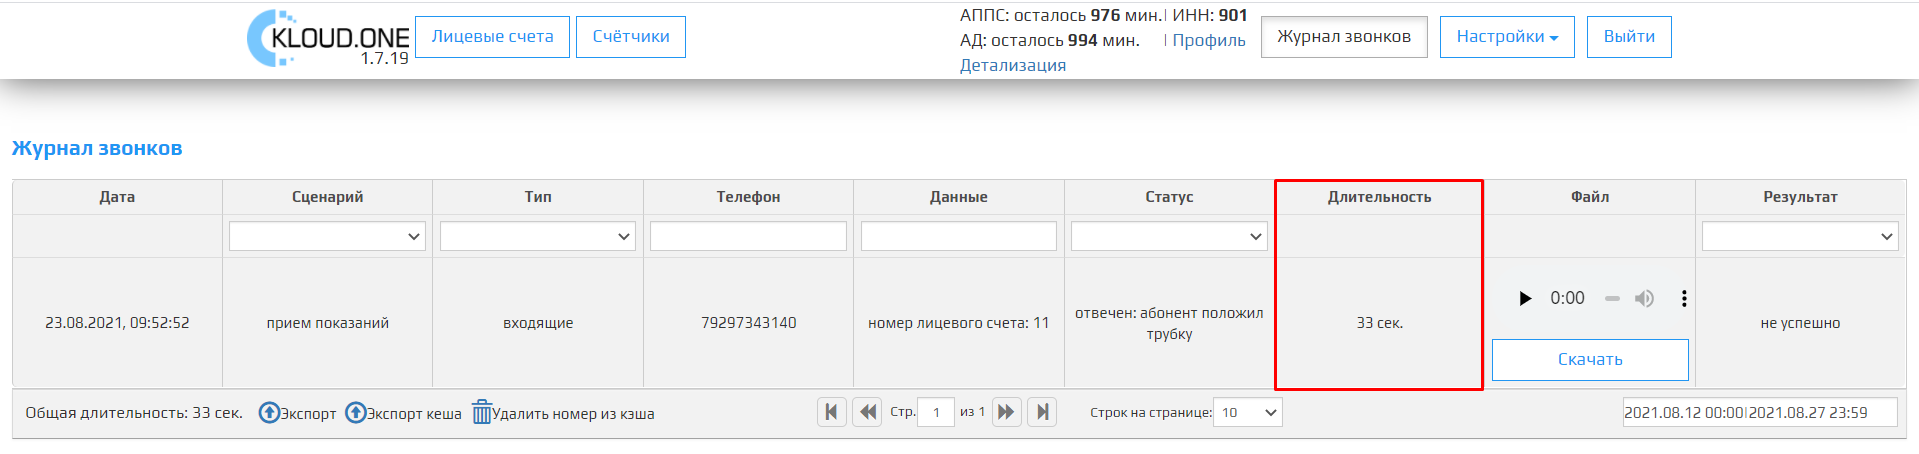 KLOUD.ONE
1.7.19
Лицевые счета
Счётчики
АППС: осталось 976 мин.| ИНН: 901
АД: осталось 994 мин. | Профиль
Детализация
Журнал звонков
Настройки
Выйти
Журнал звонков
Дата Сценарий Тип Телефон Данные Статус Длительность Файл Результат
23.08.2021, 09:52:52 прием показаний входящие 79297343140 номер лицевого счета: 11 отвечен: абонент положил трубку 33 сек. 0:00 не успешно
Скачать
Общая длительность: 33 сек. Экспорт Экспорт кеша Удалить номер из кэша Стр. 1 из 1 Строк на странице: 10 2021.08.12 00:00|2021.08.27 23:59